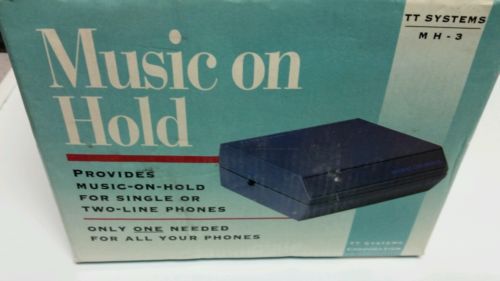 TT SYSTEMS
MH-3
Music on
Hold
PROVIDES
MUSIC-ON-HOLD
FOR SINGLE OR
TWO-LINE PHONES
ONLY ONE NEEDED
FOR ALL YOUR PHONES
TT SYSTEMS
CORPORATION